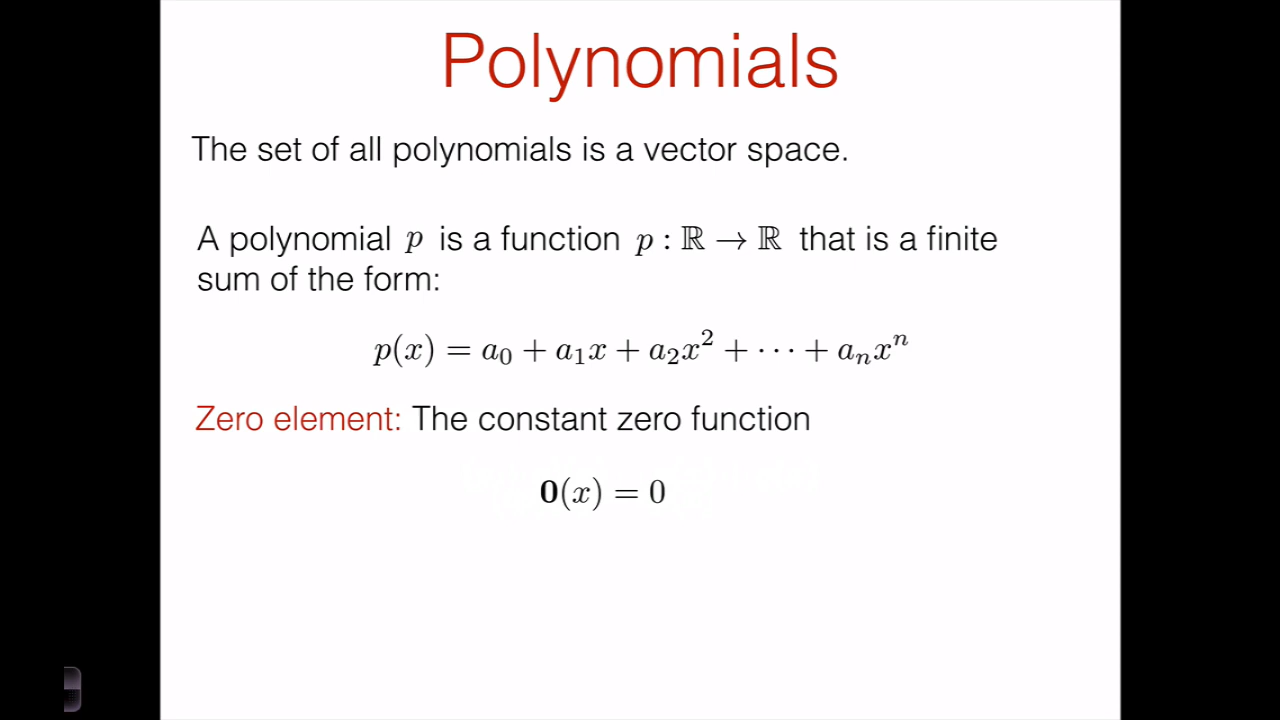 Polynomials
The set of all polynomials is a vector space.
A polynomial p is a function p : ℝ → ℝ that is a finite
sum of the form:
p(x) = a₀ + a₁x + a₂x² + ⋯ + aₙxⁿ
Zero element: The constant zero function
𝟎(x) = 0